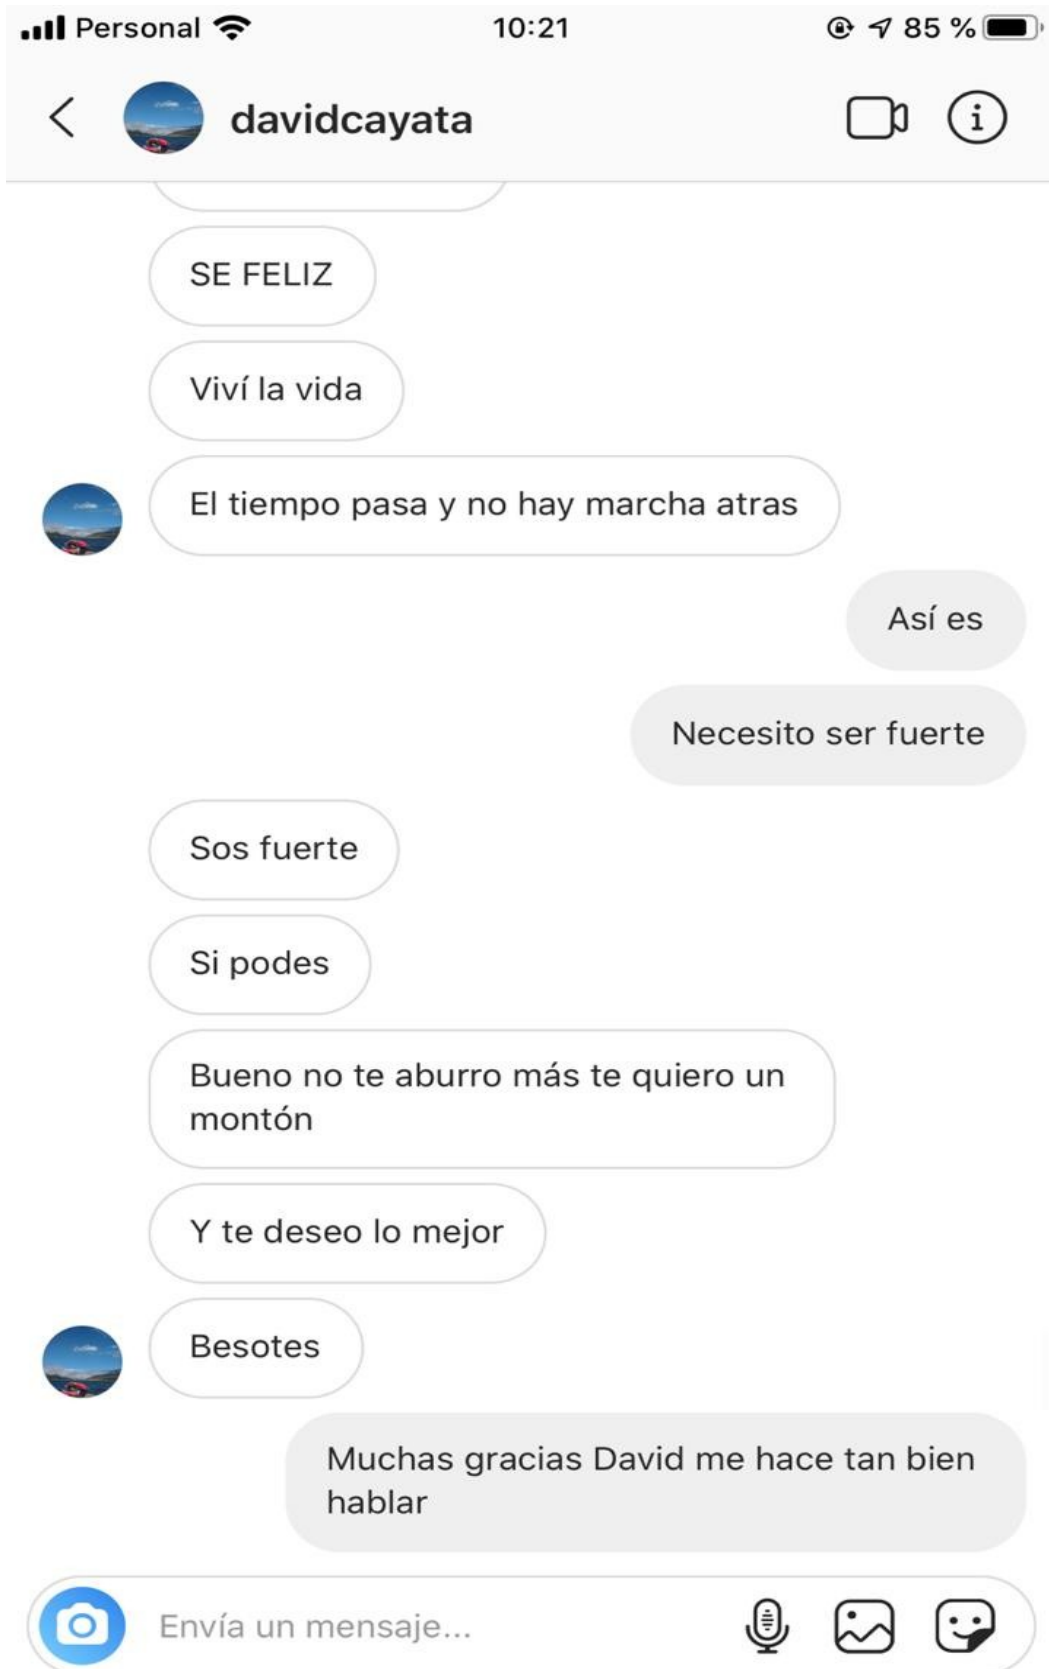 Personal 10:21 85 %
davidcayata
SE FELIZ
Viví la vida
El tiempo pasa y no hay marcha atras
Así es
Necesito ser fuerte
Sos fuerte
Si podes
Bueno no te aburro más te quiero un
montón
Y te deseo lo mejor
Besotes
Muchas gracias David me hace tan bien
hablar
Envía un mensaje...